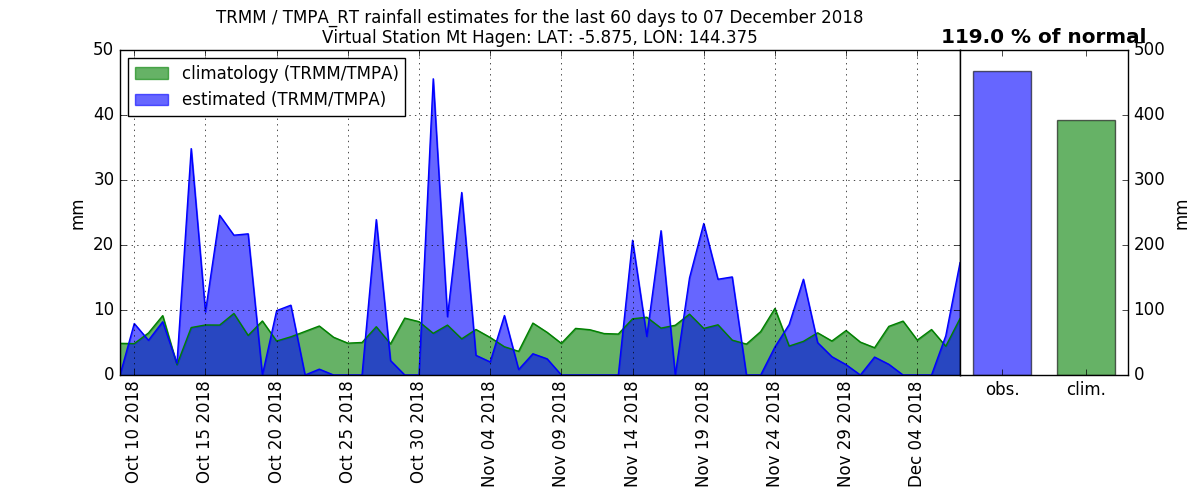 TRMM / TMPA_RT rainfall estimates for the last 60 days to 07 December 2018
Virtual Station Mt Hagen: LAT: -5.875, LON: 144.375
119.0 % of normal
climatology (TRMM/TMPA)
estimated (TRMM/TMPA)
50
40
30
20
10
0
mm
Oct 10 2018
Oct 15 2018
Oct 20 2018
Oct 25 2018
Oct 30 2018
Nov 04 2018
Nov 09 2018
Nov 14 2018
Nov 19 2018
Nov 24 2018
Nov 29 2018
Dec 04 2018
obs.
clim.
500
400
300
200
100
0
mm